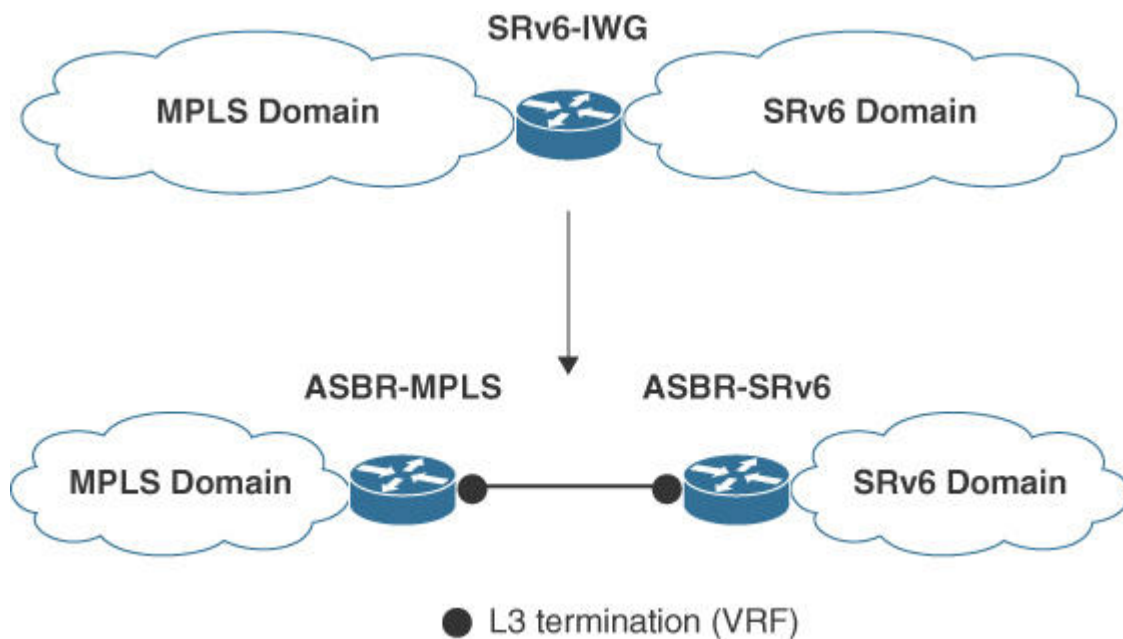 SRv6-IWG
MPLS Domain
SRv6 Domain
ASBR-MPLS
ASBR-SRv6
MPLS Domain
SRv6 Domain
L3 termination (VRF)